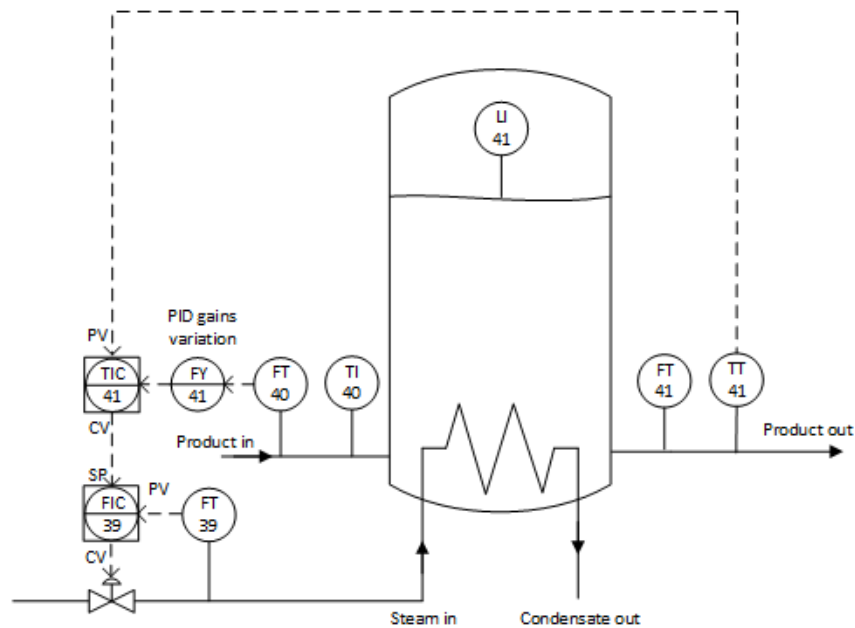 LI
41
PID gains
variation
PV
TIC
41
FY
41
FT
40
TI
40
FT
41
TT
41
CV
Product in
Product out
SP
PV
FIC
39
FT
39
CV
Steam in
Condensate out